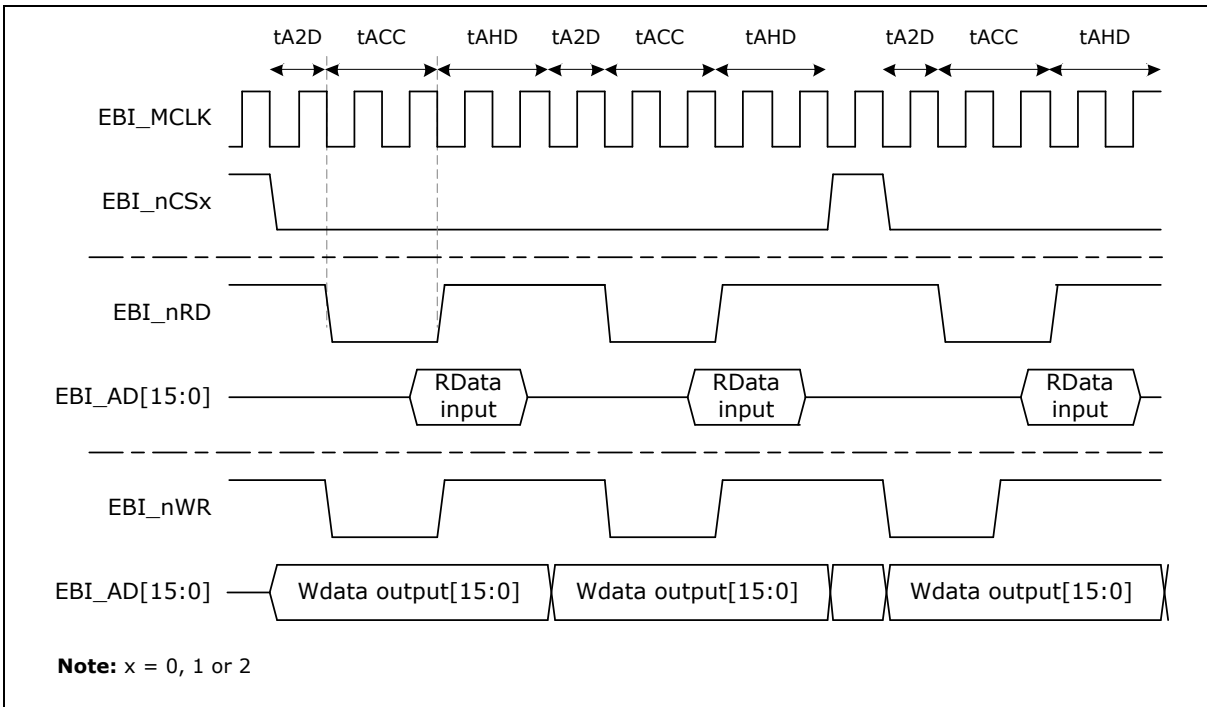 tA2D tACC tAHD tA2D tACC tAHD tA2D tACC tAHD
EBI_MCLK
EBI_nCSx
EBI_nRD
EBI_AD[15:0] RData input RData input RData input
EBI_nWR
EBI_AD[15:0] Wdata output[15:0] Wdata output[15:0] Wdata output[15:0]
Note: x = 0, 1 or 2